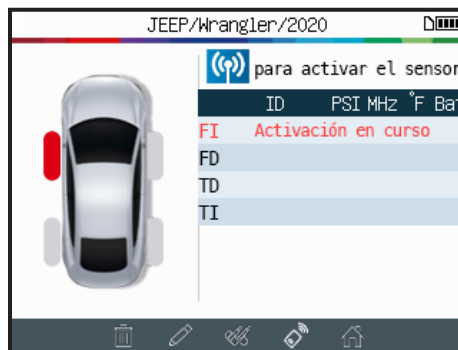 JEEP/Wrangler/2020
para activar el sensor
ID PSI MHz °F Bat
FI Activación en curso
FD
TD
TI